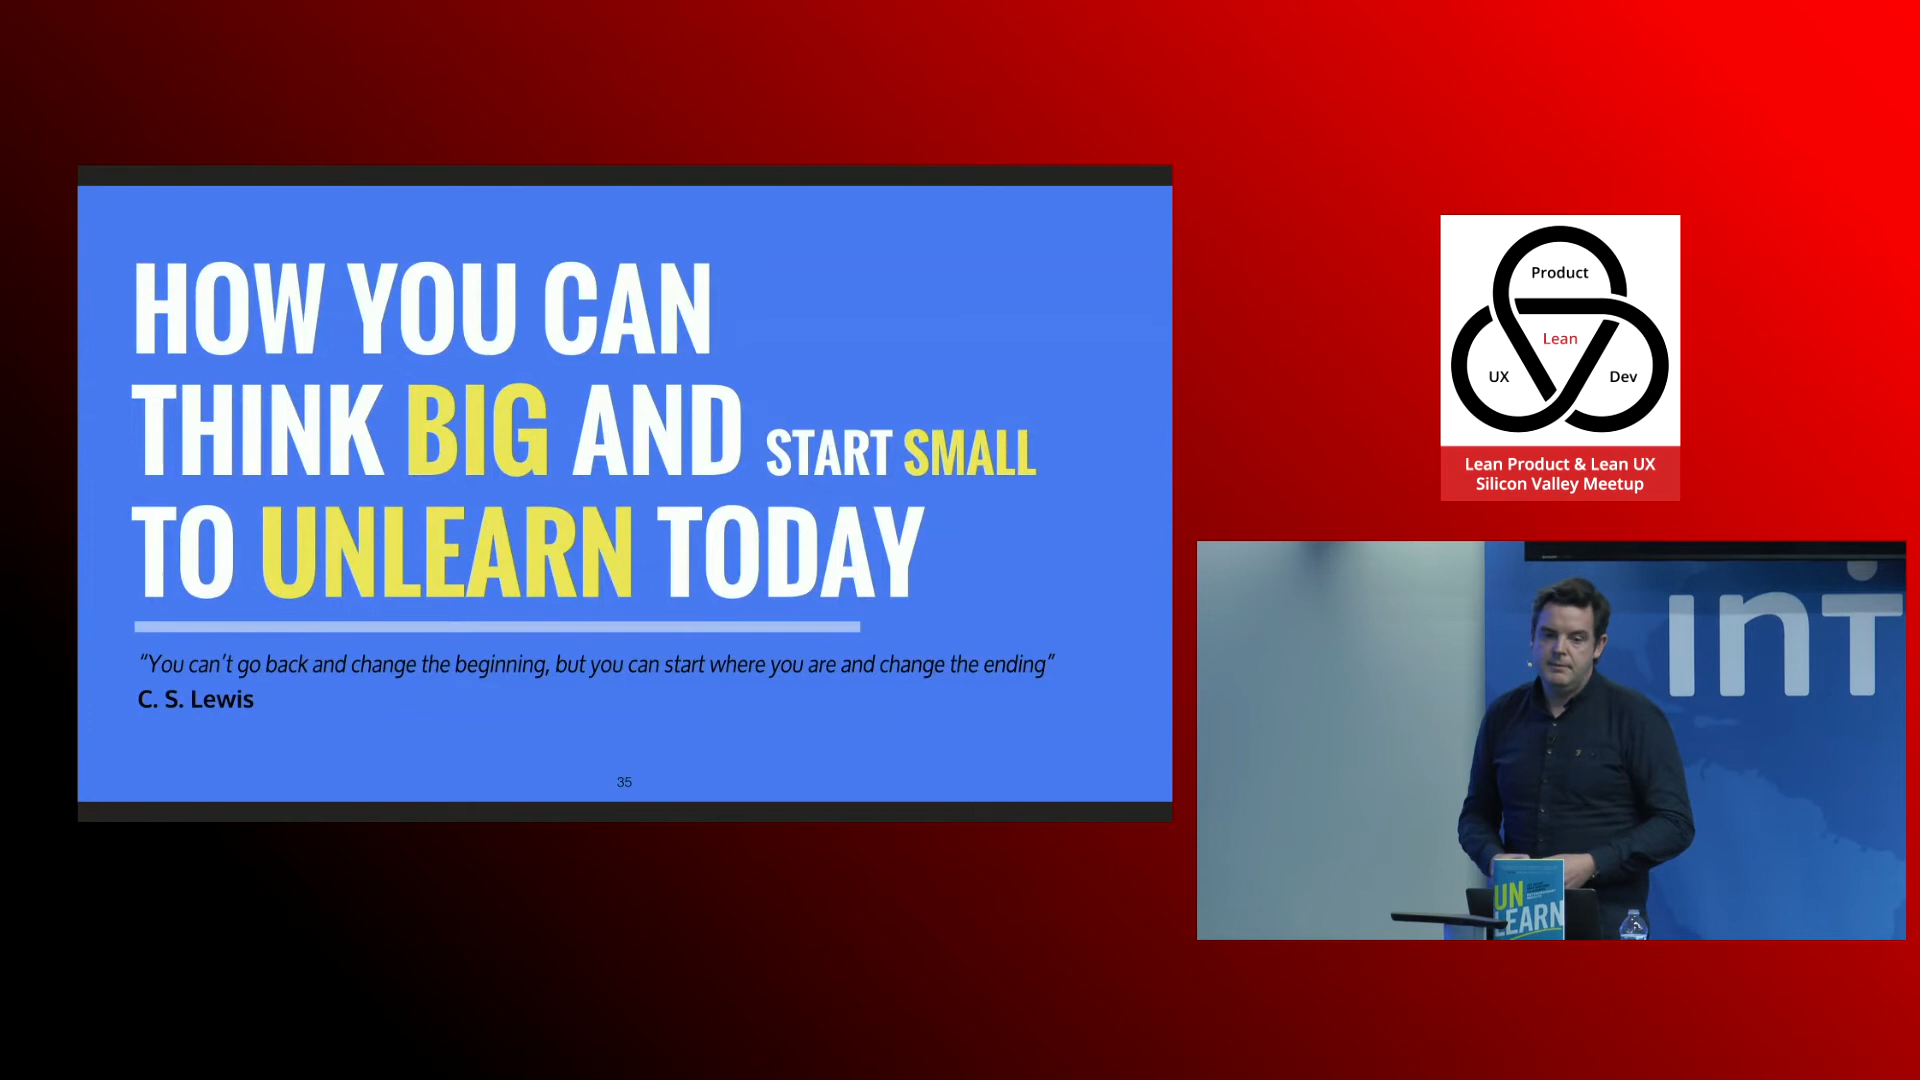 HOW YOU CAN
THINK BIG AND START SMALL
TO UNLEARN TODAY
“You can’t go back and change the beginning, but you can start where you are and change the ending”
C. S. Lewis
35
Product
Lean
UX
Dev
Lean Product & Lean UX
Silicon Valley Meetup
UN
LEARN